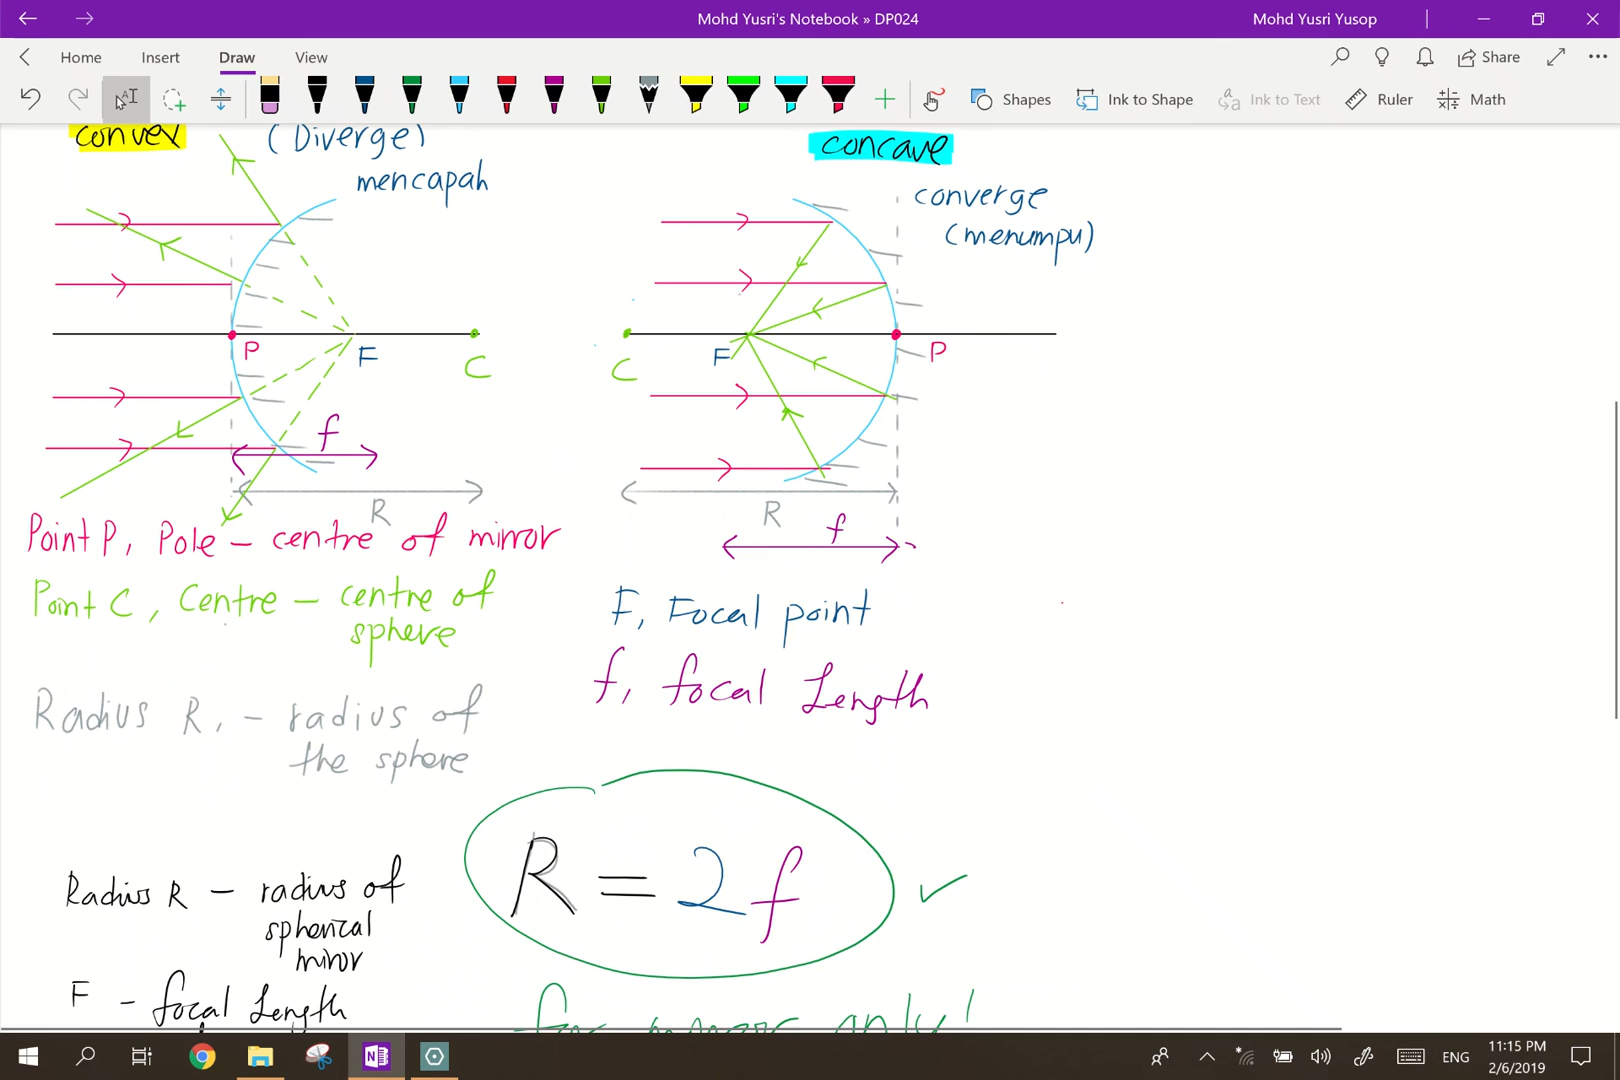 Mohd Yusri's Notebook » DP024
Mohd Yusri Yusop
Home Insert Draw View
Share
Shapes Ink to Shape Ink to Text Ruler Math
convex
(Diverge)
mencapah
concave
converge
(menumpu)
P
F
C
f
R
C
F
P
R
f
Point P, Pole – centre of mirror
Point C, Centre – centre of
sphere
F, Focal point
f, focal Length
Radius R, – radius of
the sphere
R = 2f
Radius R – radius of
spherical
mirror
F – focal Length
for mirror only!
ENG
11:15 PM
2/6/2019